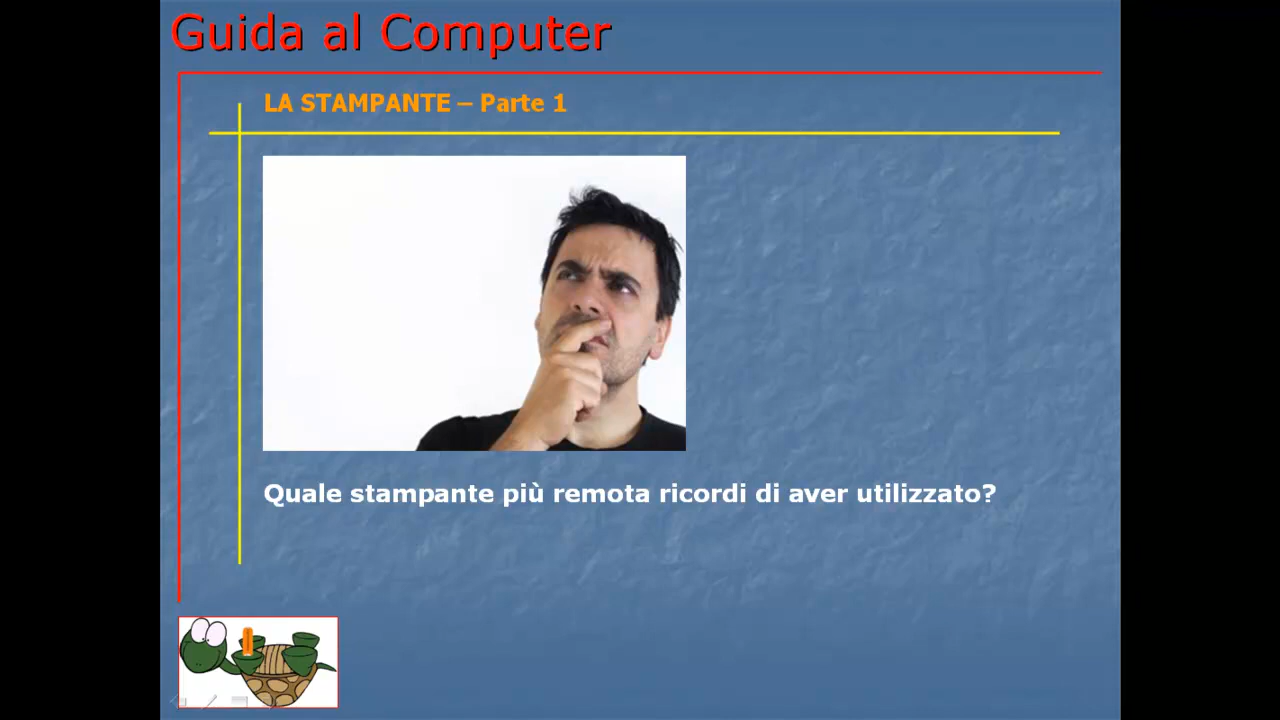 Guida al Computer
LA STAMPANTE – Parte 1
Quale stampante più remota ricordi di aver utilizzato?